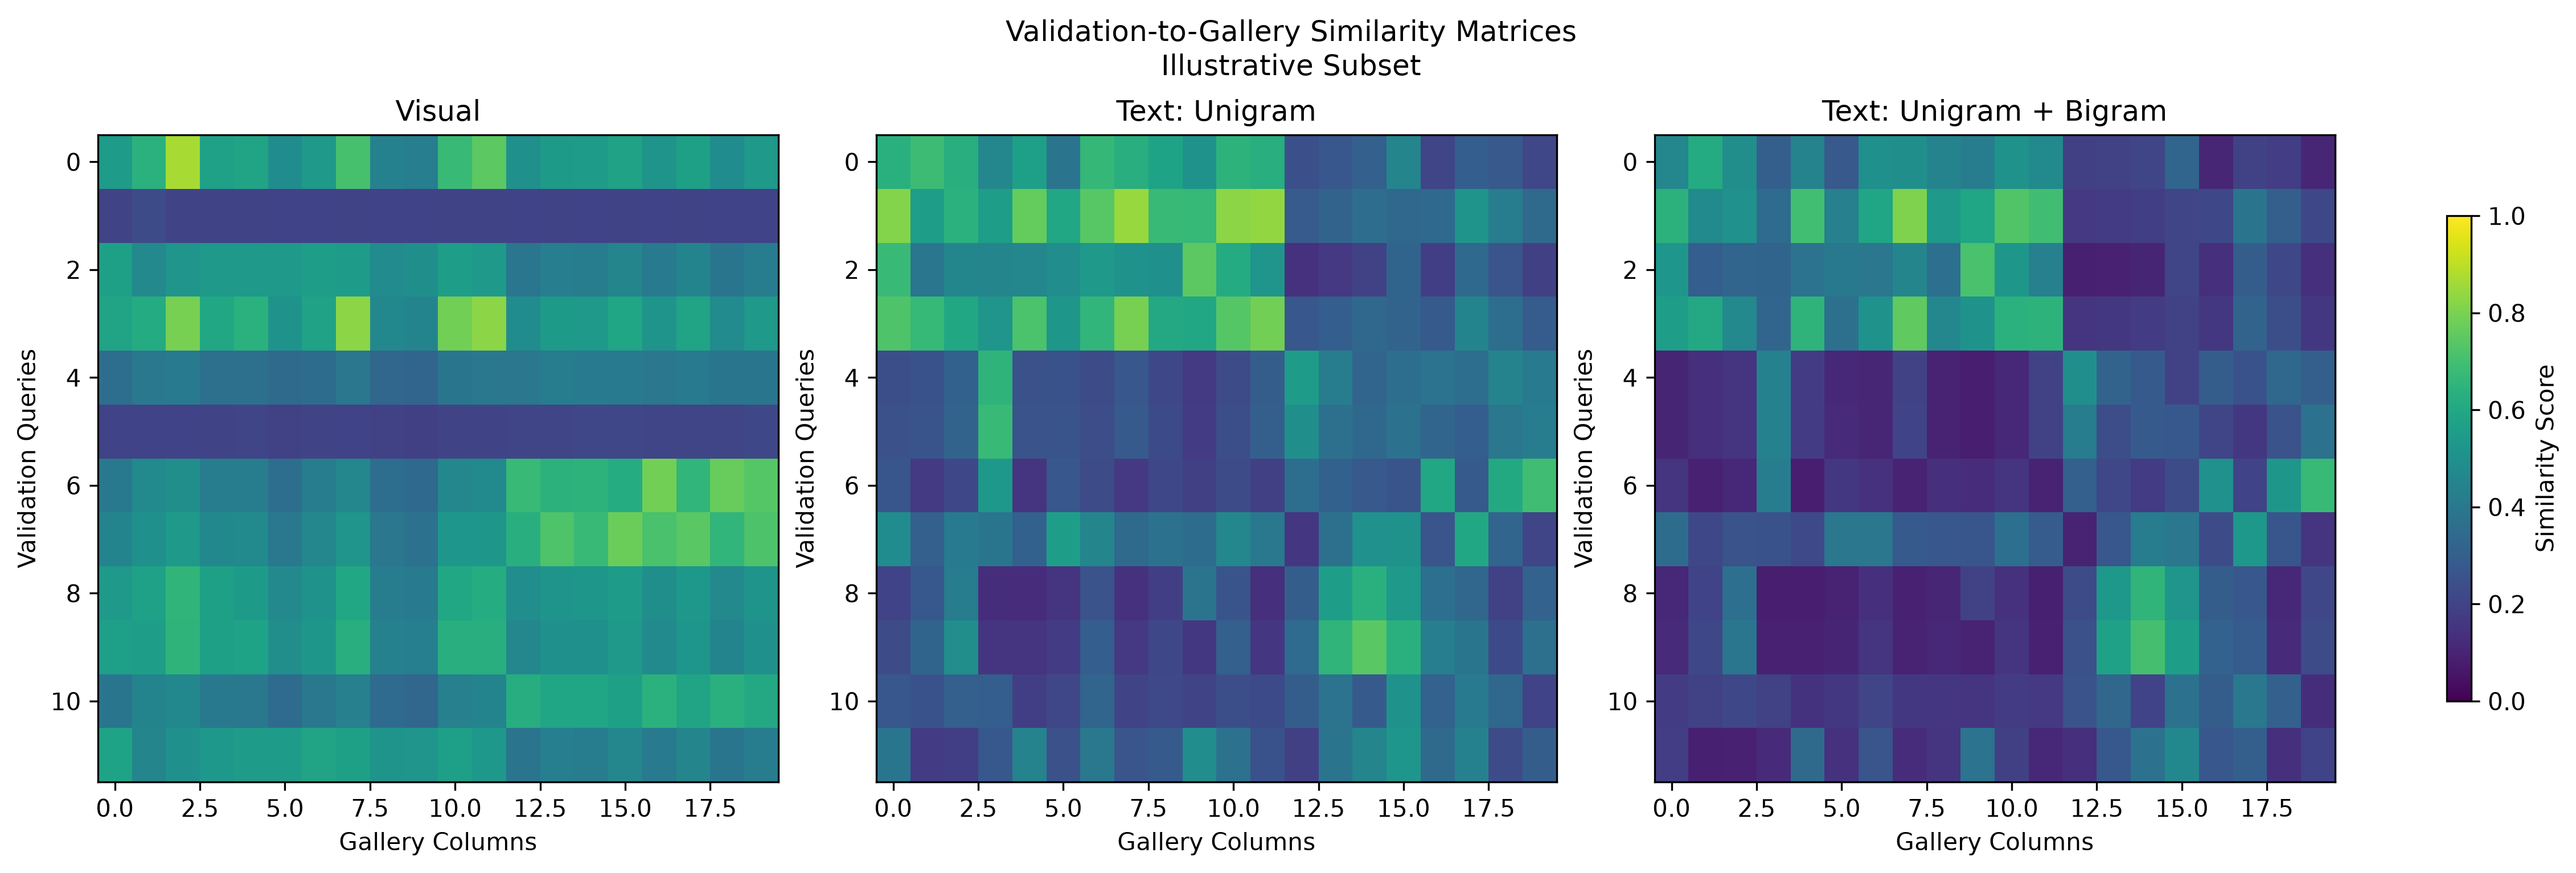 Validation-to-Gallery Similarity Matrices
Illustrative Subset
Visual
Validation Queries
0
2
4
6
8
10
0.0 2.5 5.0 7.5 10.0 12.5 15.0 17.5
Gallery Columns
Text: Unigram
Validation Queries
0
2
4
6
8
10
0.0 2.5 5.0 7.5 10.0 12.5 15.0 17.5
Gallery Columns
Text: Unigram + Bigram
Validation Queries
0
2
4
6
8
10
0.0 2.5 5.0 7.5 10.0 12.5 15.0 17.5
Gallery Columns
1.0
0.8
0.6
0.4
0.2
0.0
Similarity Score